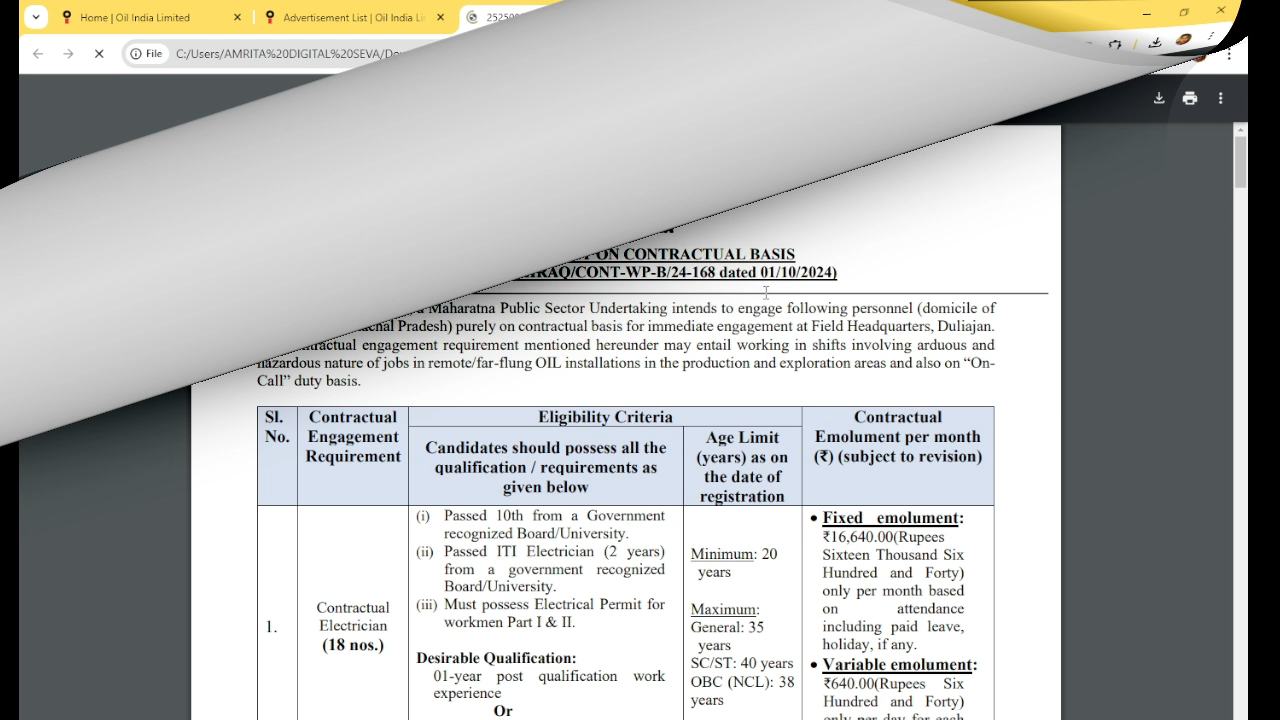 Home | Oil India Limited
Advertisement List | Oil India Li
File
C:/Users/AMRITA%20DIGITAL%20SEVA/Do
ON CONTRACTUAL BASIS
RAQ/CONT-WP-B/24-168 dated 01/10/2024)
Maharatna Public Sector Undertaking intends to engage following personnel (domicile of
Pradesh) purely on contractual basis for immediate engagement at Field Headquarters, Duliajan.
engagement requirement mentioned hereunder may entail working in shifts involving arduous and
hazardous nature of jobs in remote/far-flung OIL installations in the production and exploration areas and also on “On-
Call” duty basis.
Sl. No.
Contractual
Engagement
Requirement
Eligibility Criteria
Candidates should possess all the
qualification / requirements as
given below
Age Limit
(years) as on
the date of
registration
Contractual
Emolument per month
(₹) (subject to revision)
1.
Contractual
Electrician
(18 nos.)
(i) Passed 10th from a Government
recognized Board/University.
(ii) Passed ITI Electrician (2 years)
from a government recognized
Board/University.
(iii) Must possess Electrical Permit for
workmen Part I & II.
Desirable Qualification:
01-year post qualification work
experience
Or
Minimum: 20
years
Maximum:
General: 35
years
SC/ST: 40 years
OBC (NCL): 38
years
• Fixed emolument:
₹16,640.00(Rupees
Sixteen Thousand Six
Hundred and Forty)
only per month based
on attendance
including paid leave,
holiday, if any.
• Variable emolument:
₹640.00(Rupees Six
Hundred and Forty)
only per day for each